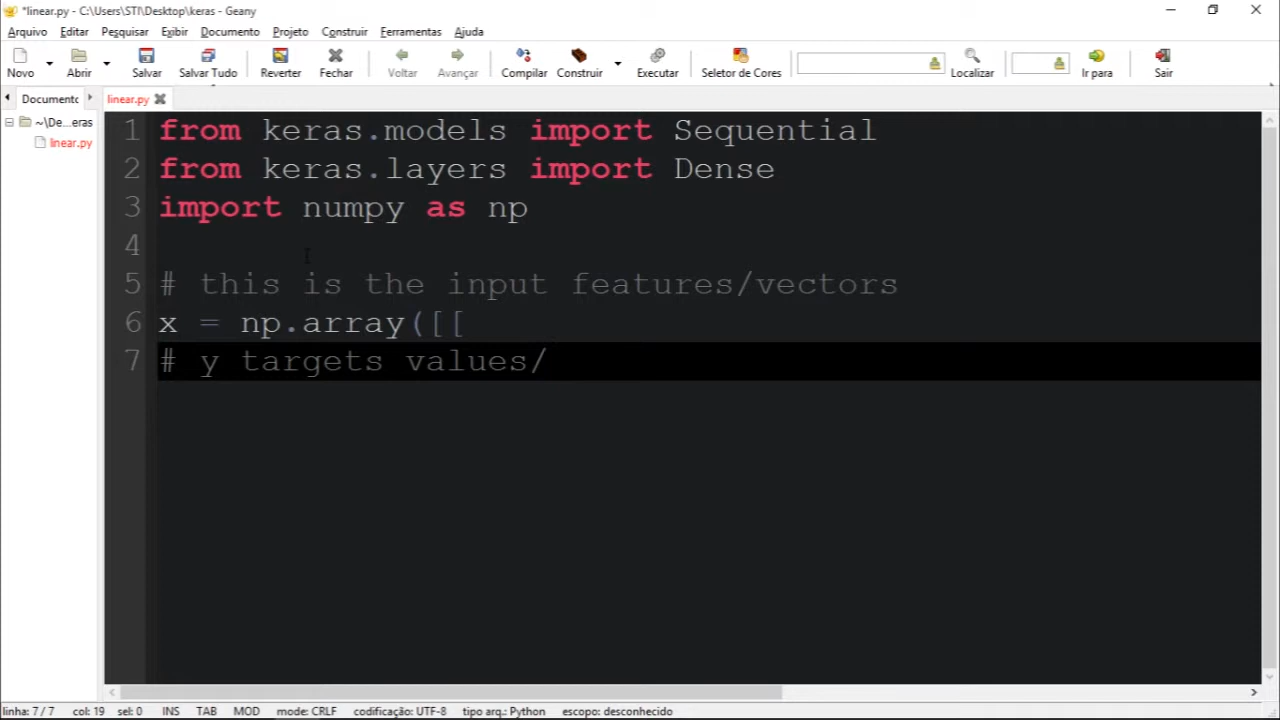 *linear.py - C:\Users\STI\Desktop\keras - Geany
Arquivo Editar Pesquisar Exibir Documento Projeto Construir Ferramentas Ajuda
Novo Abrir Salvar Salvar Tudo Reverter Fechar Voltar Avançar Compilar Construir Executar Seletor de Cores Localizar Ir para Sair
Documentc linear.py
~\De...eras
linear.py
1 from keras.models import Sequential
2 from keras.layers import Dense
3 import numpy as np
4
5 # this is the input features/vectors
6 x = np.array([[
7 # y targets values/
linha: 7 / 7 col: 19 sel: 0 INS TAB MOD mode: CRLF codificação: UTF-8 tipo arq.: Python escopo: desconhecido